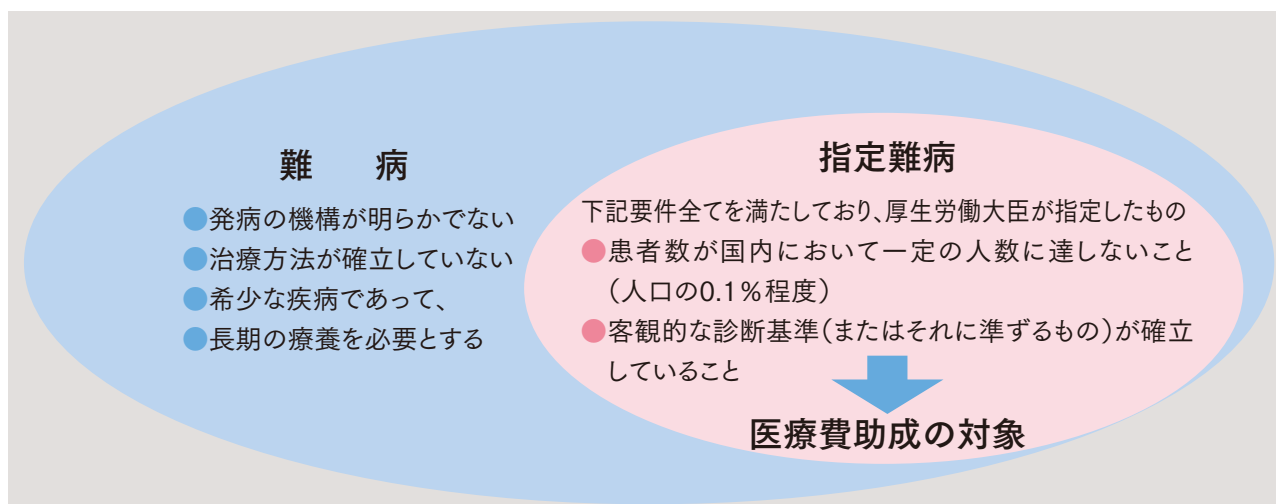 難　　病
●発病の機構が明らかでない
●治療方法が確立していない
●希少な疾病であって、
●長期の療養を必要とする
指定難病
下記要件全てを満たしており、厚生労働大臣が指定したもの
●患者数が国内において一定の人数に達しないこと
（人口の0.1％程度）
●客観的な診断基準（またはそれに準ずるもの）が確立
していること
医療費助成の対象